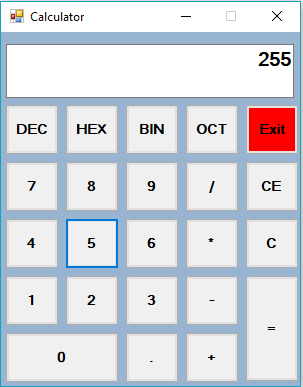 Calculator
255
DEC HEX BIN OCT Exit
7 8 9 / CE
4 5 6 * C
1 2 3 -
=
0 . +